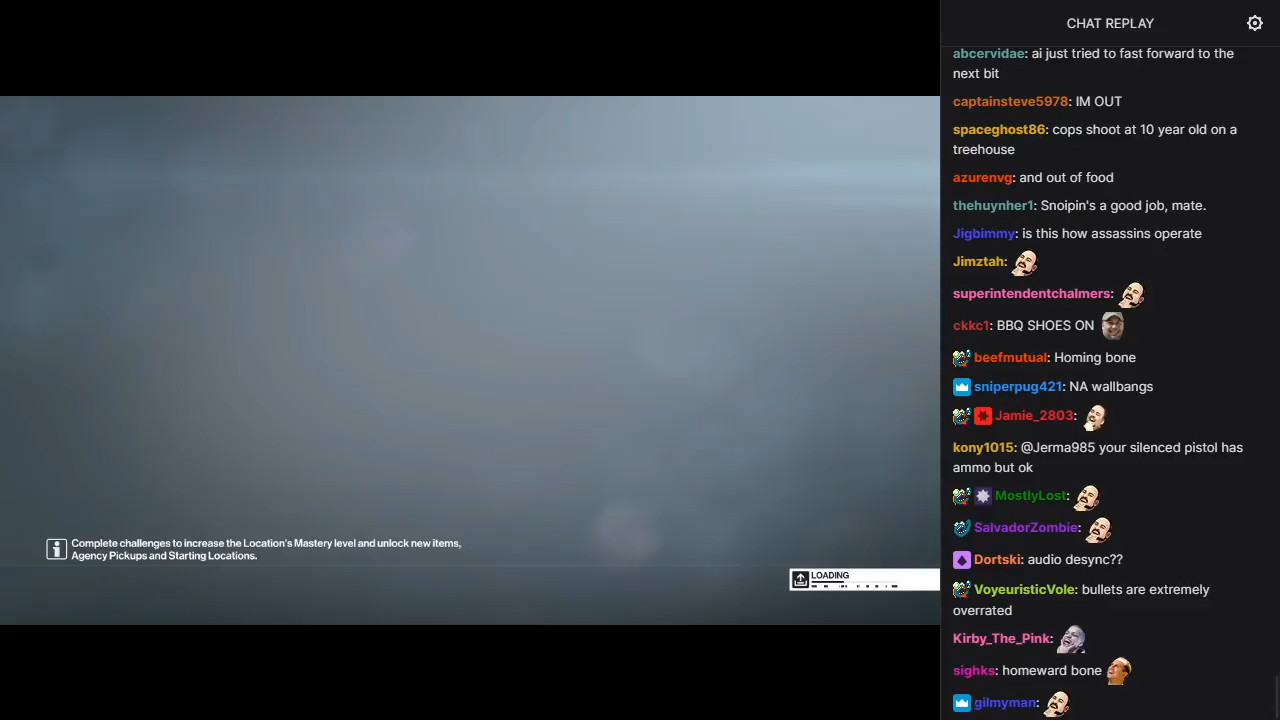 CHAT REPLAY
abcervidae: ai just tried to fast forward to the
next bit
captainsteve5978: IM OUT
spaceghost86: cops shoot at 10 year old on a
treehouse
azurenvg: and out of food
thehuynher1: Snoipin's a good job, mate.
Jigbimmy: is this how assassins operate
Jimztah:
superintendentchalmers:
ckkc1: BBQ SHOES ON
beefmutual: Homing bone
sniperpug421: NA wallbangs
Jamie_2803:
kony1015: @Jerma985 your silenced pistol has
ammo but ok
MostlyLost:
SalvadorZombie:
Dortski: audio desync??
VoyeuristicVole: bullets are extremely
overrated
Kirby_The_Pink:
sighks: homeward bone
gilmyman:
Complete challenges to increase the Location's Mastery level and unlock new items,
Agency Pickups and Starting Locations.
LOADING